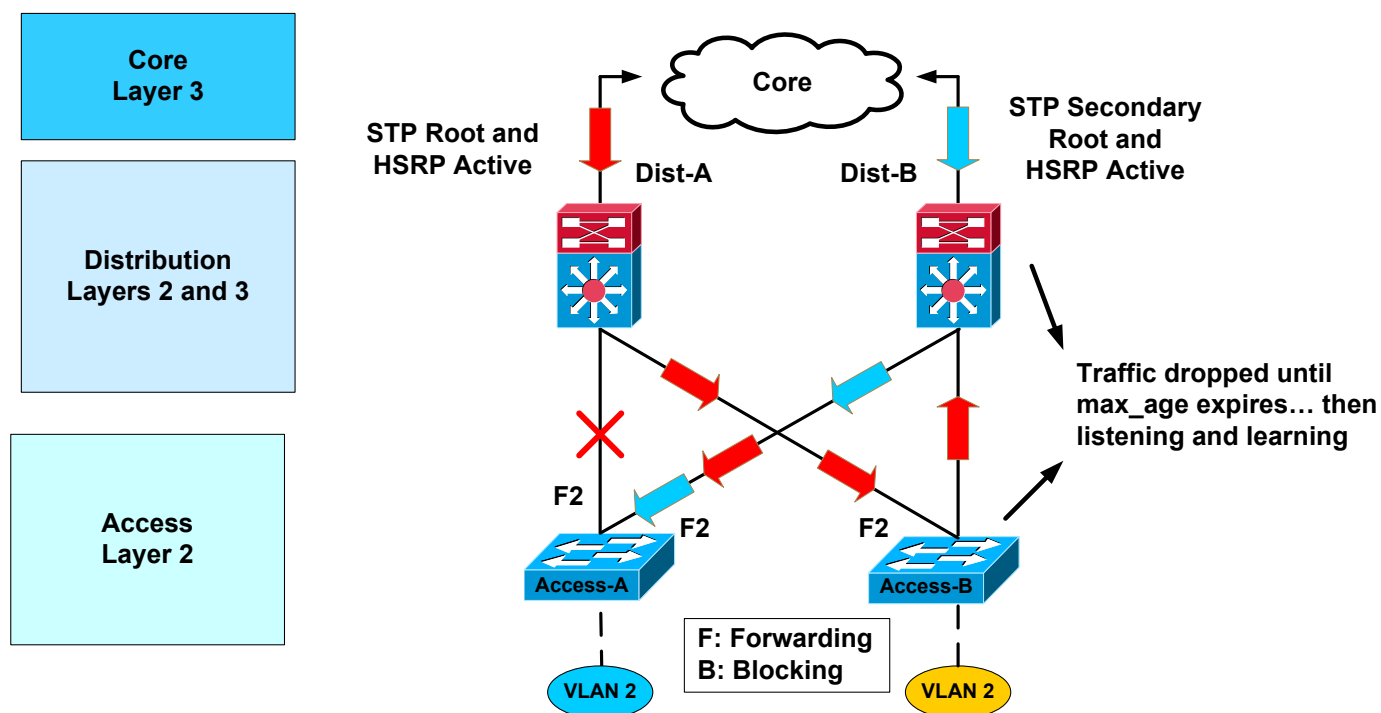 Core
Layer 3
Distribution
Layers 2 and 3
Access
Layer 2
Core
STP Root and
HSRP Active
STP Secondary
Root and
HSRP Active
Dist-A
Dist-B
Traffic dropped until
max_age expires... then
listening and learning
F2
F2
F2
Access-A
Access-B
F: Forwarding
B: Blocking
VLAN 2
VLAN 2